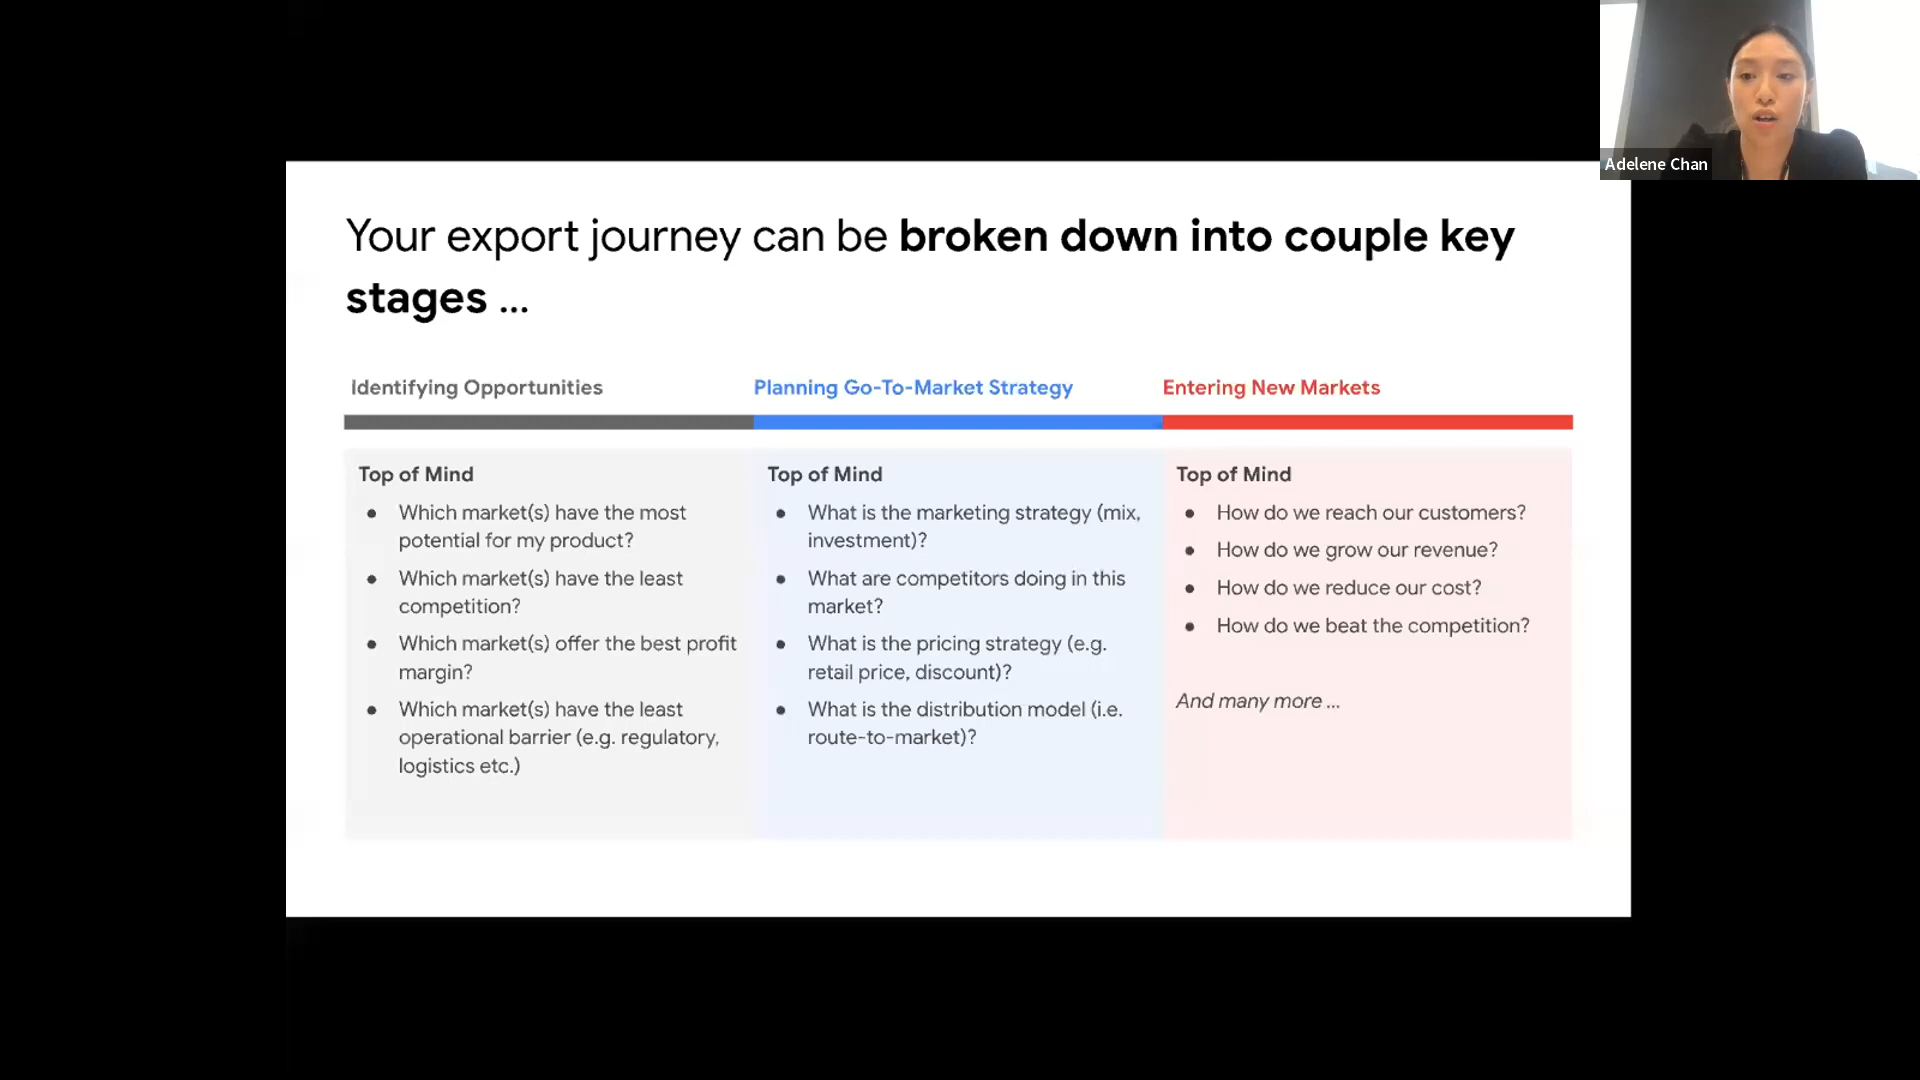 Adelene Chan
Your export journey can be broken down into couple key
stages ...
Identifying Opportunities
Planning Go-To-Market Strategy
Entering New Markets
Top of Mind
● Which market(s) have the most
potential for my product?
● Which market(s) have the least
competition?
● Which market(s) offer the best profit
margin?
● Which market(s) have the least
operational barrier (e.g. regulatory,
logistics etc.)
Top of Mind
● What is the marketing strategy (mix,
investment)?
● What are competitors doing in this
market?
● What is the pricing strategy (e.g.
retail price, discount)?
● What is the distribution model (i.e.
route-to-market)?
Top of Mind
● How do we reach our customers?
● How do we grow our revenue?
● How do we reduce our cost?
● How do we beat the competition?
And many more ...